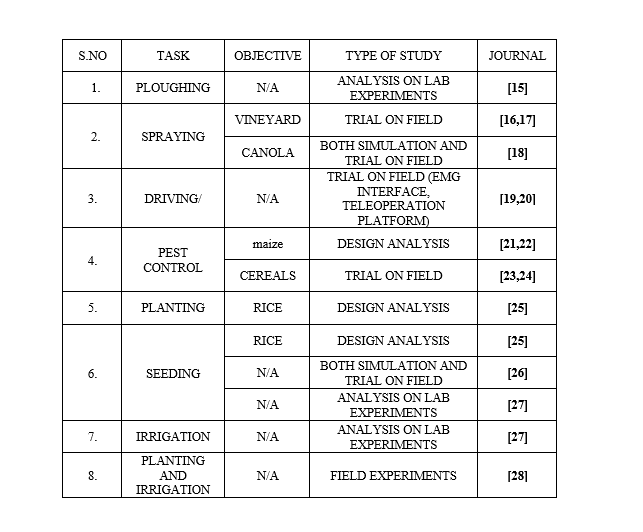 S.NO TASK OBJECTIVE TYPE OF STUDY JOURNAL
1. PLOUGHING N/A ANALYSIS ON LAB
EXPERIMENTS [15]
2. SPRAYING VINEYARD TRIAL ON FIELD [16,17]
CANOLA BOTH SIMULATION AND
TRIAL ON FIELD [18]
3. DRIVING/ N/A TRIAL ON FIELD (EMG
INTERFACE,
TELEOPERATION
PLATFORM) [19,20]
4. PEST
CONTROL maize DESIGN ANALYSIS [21,22]
CEREALS TRIAL ON FIELD [23,24]
5. PLANTING RICE DESIGN ANALYSIS [25]
6. SEEDING RICE DESIGN ANALYSIS [25]
N/A BOTH SIMULATION AND
TRIAL ON FIELD [26]
N/A ANALYSIS ON LAB
EXPERIMENTS [27]
7. IRRIGATION N/A ANALYSIS ON LAB
EXPERIMENTS [27]
8. PLANTING
AND
IRRIGATION N/A FIELD EXPERIMENTS [28]